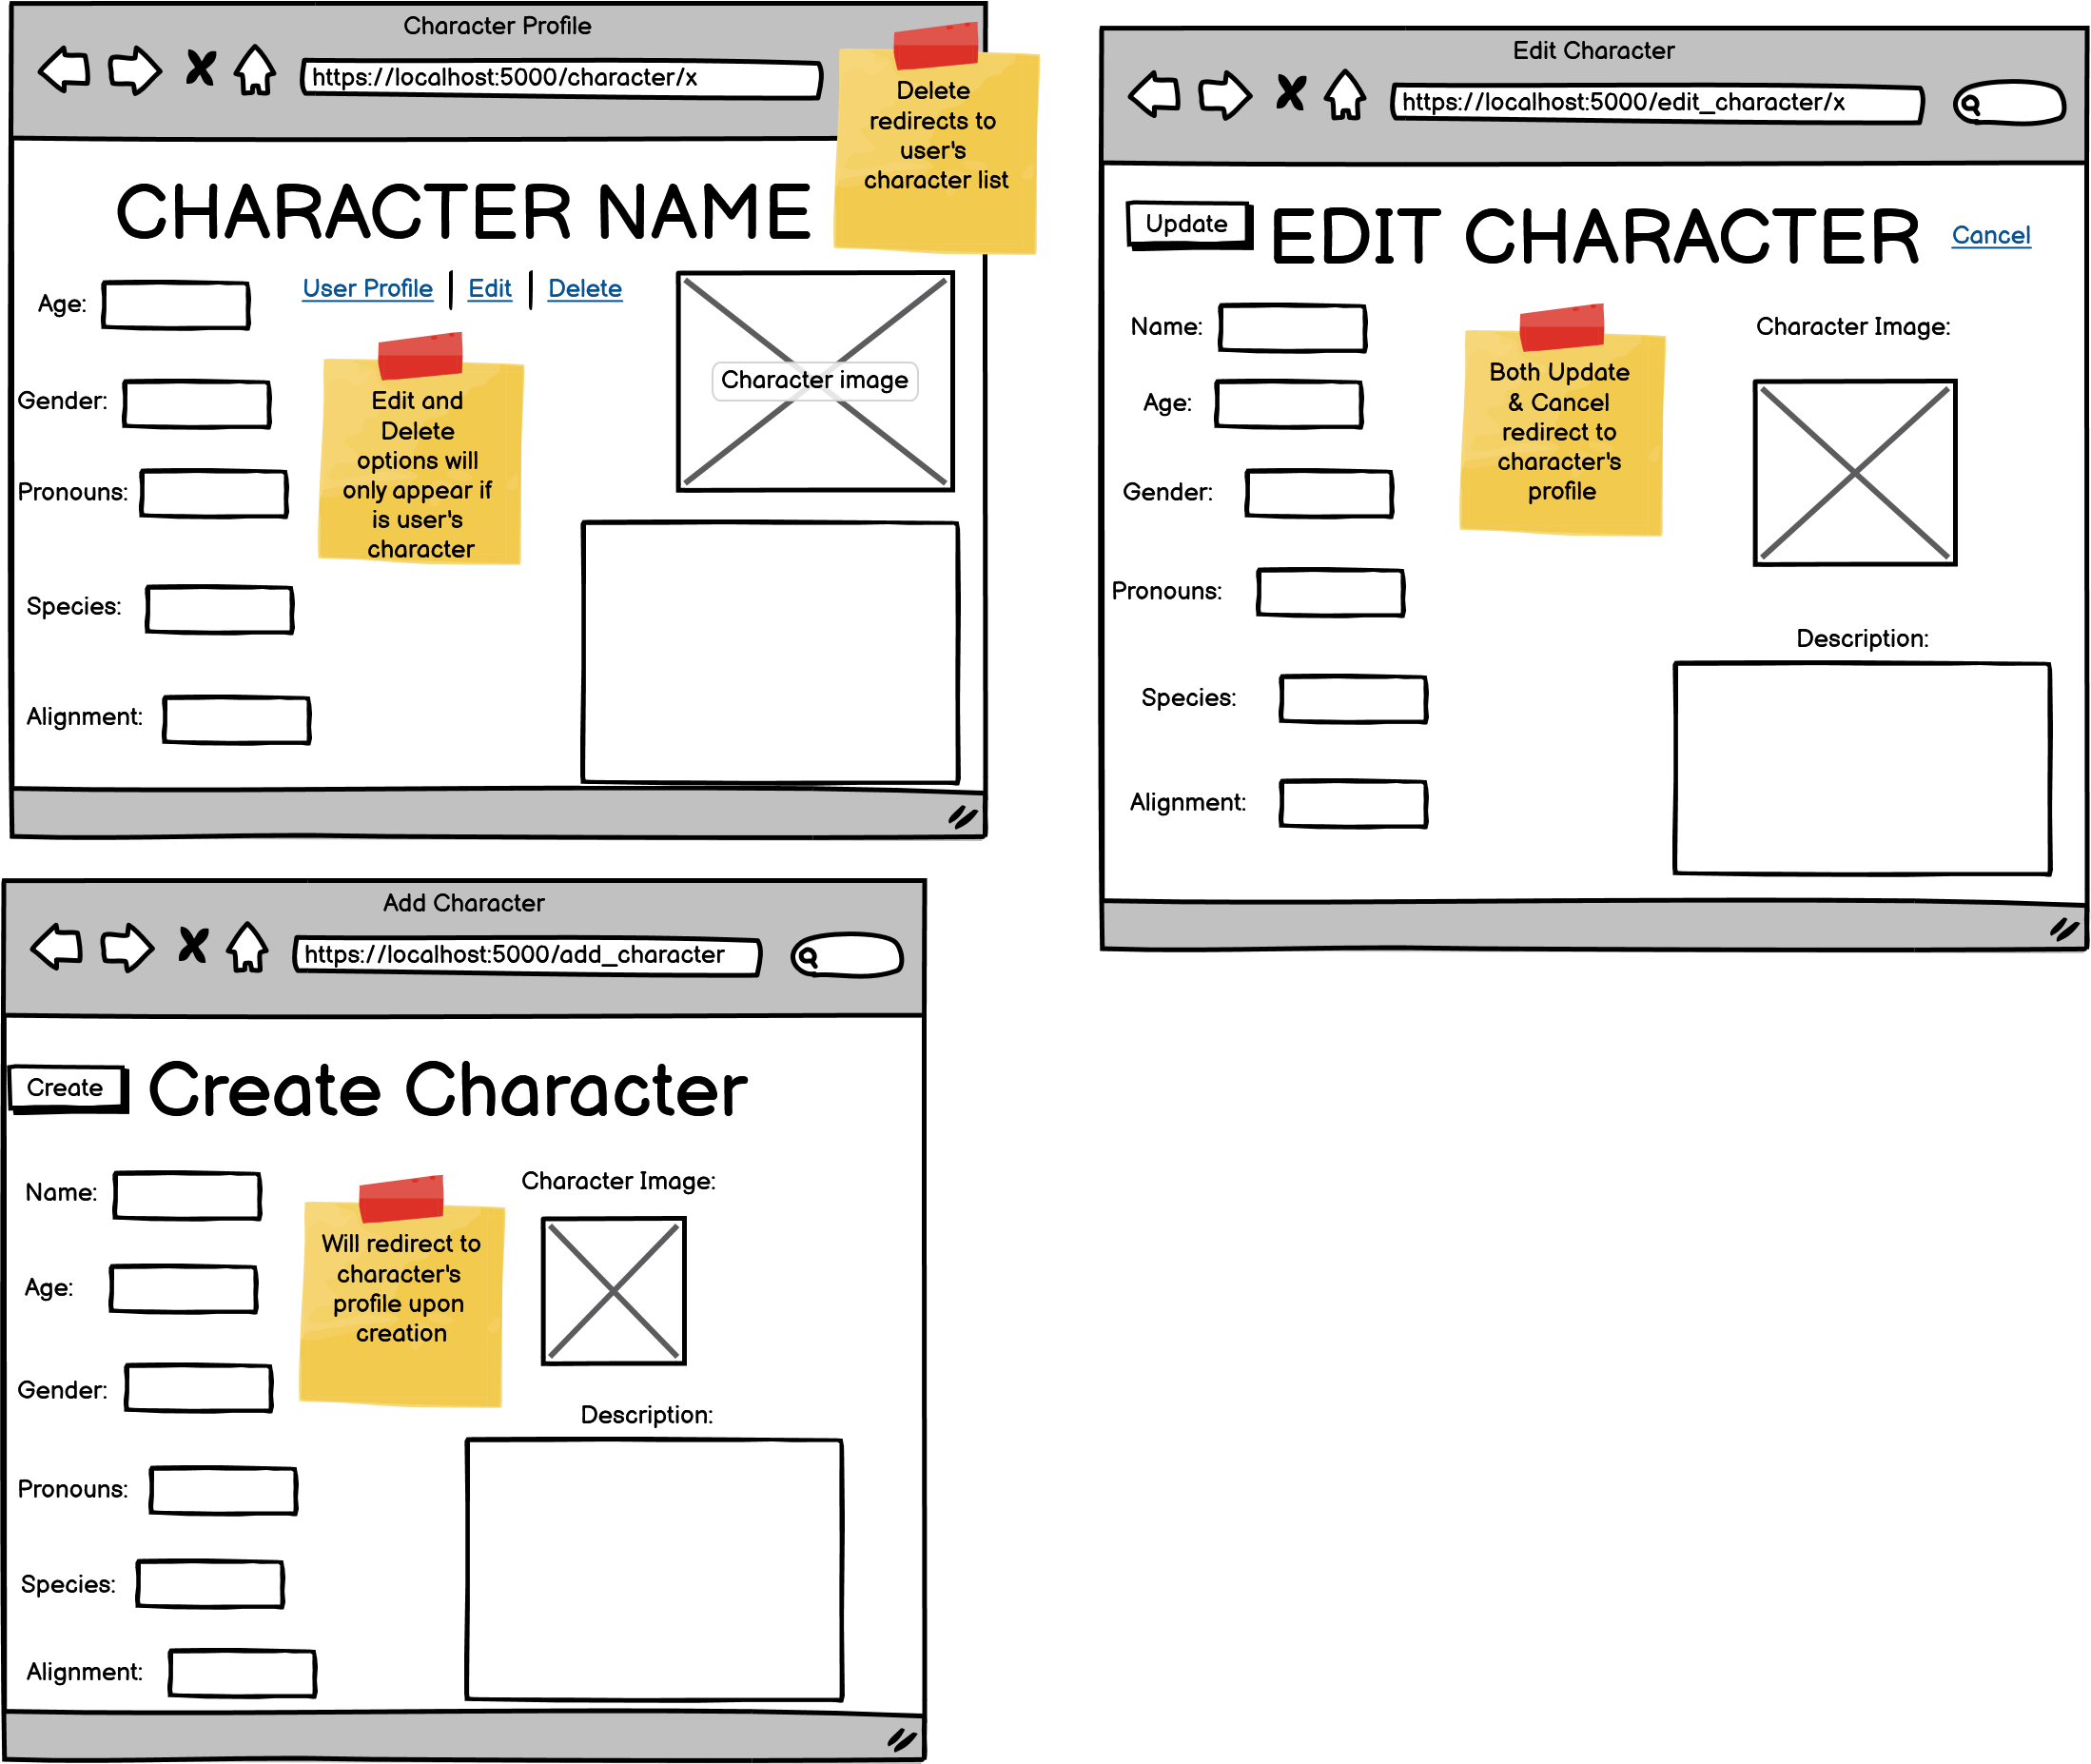 Character Profile
https://localhost:5000/character/x
Delete
redirects to
user's
character list
CHARACTER NAME
User Profile | Edit | Delete
Age:
Gender:
Pronouns:
Species:
Alignment:
Edit and
Delete
options will
only appear if
is user's
character
Character image
Edit Character
https://localhost:5000/edit_character/x
Update
EDIT CHARACTER
Cancel
Name:
Age:
Gender:
Pronouns:
Species:
Alignment:
Both Update
& Cancel
redirect to
character's
profile
Character Image:
Description:
Add Character
https://localhost:5000/add_character
Create
Create Character
Name:
Age:
Gender:
Pronouns:
Species:
Alignment:
Will redirect to
character's
profile upon
creation
Character Image:
Description: